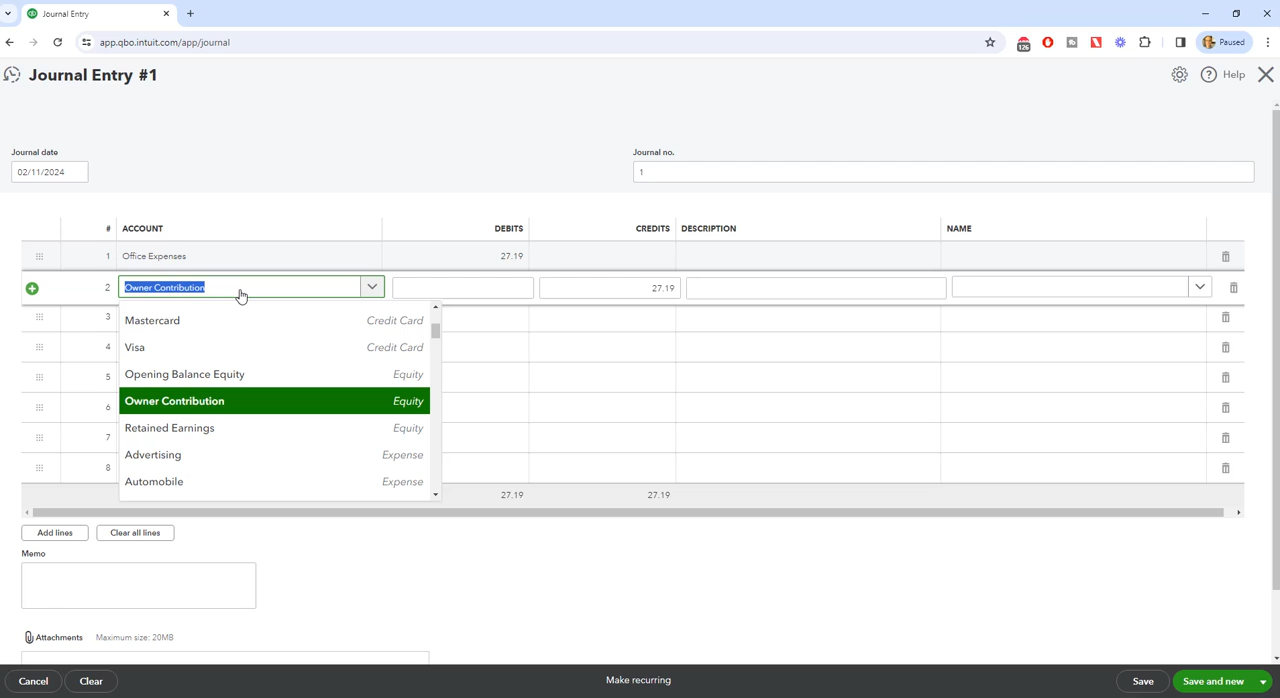 Journal Entry
app.qbo.intuit.com/app/journal
126
Paused
Journal Entry #1
Help
Journal date
Journal no.
02/11/2024
1
# ACCOUNT DEBITS CREDITS DESCRIPTION NAME
1 Office Expenses 27.19
2 Owner Contribution 27.19
3 Mastercard Credit Card
4 Visa Credit Card
5 Opening Balance Equity Equity
6 Owner Contribution Equity
7 Retained Earnings Equity
Advertising Expense
8
Automobile Expense
27.19 27.19
Add lines Clear all lines
Memo
Attachments Maximum size: 20MB
Cancel Clear Make recurring Save Save and new